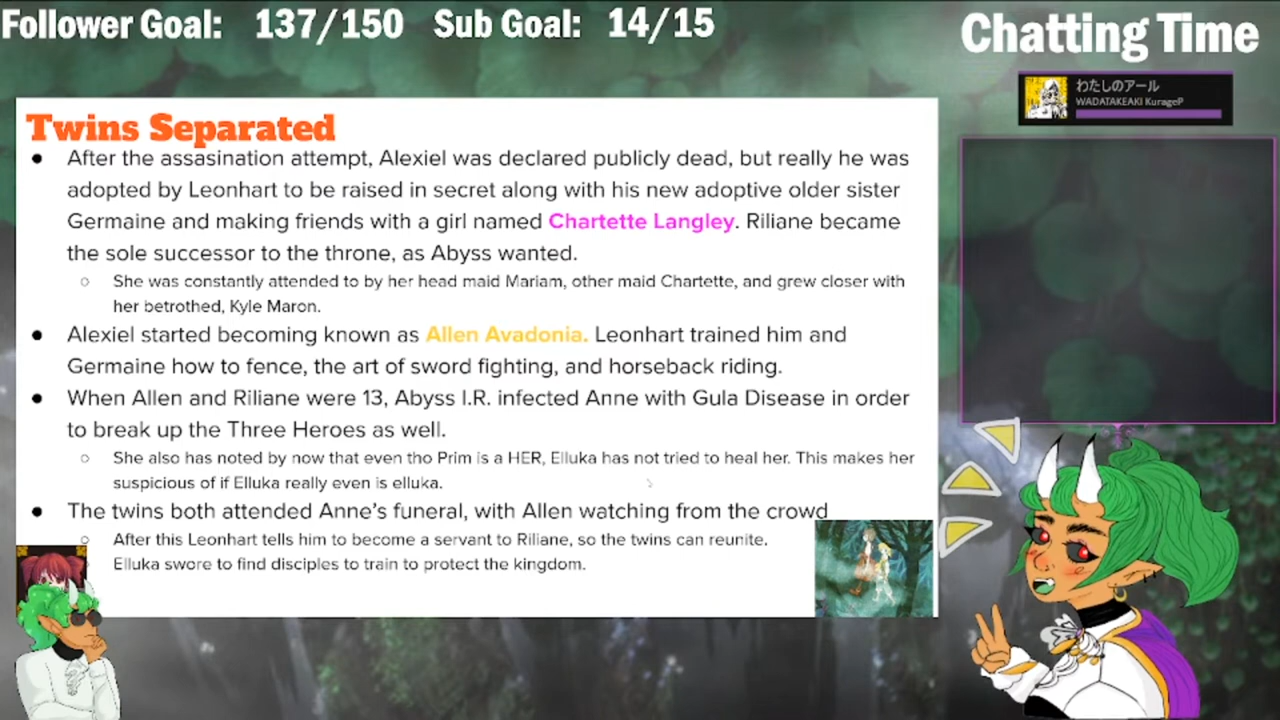 Follower Goal: 137/150 Sub Goal: 14/15
Chatting Time
わたしのアール
WADATAKEAKI KurageP
Twins Separated
● After the assasination attempt, Alexiel was declared publicly dead, but really he was
adopted by Leonhart to be raised in secret along with his new adoptive older sister
Germaine and making friends with a girl named Chartette Langley. Riliane became
the sole successor to the throne, as Abyss wanted.
○ She was constantly attended to by her head maid Mariam, other maid Chartette, and grew closer with
her betrothed, Kyle Maron.
● Alexiel started becoming known as Allen Avadonia. Leonhart trained him and
Germaine how to fence, the art of sword fighting, and horseback riding.
● When Allen and Riliane were 13, Abyss I.R. infected Anne with Gula Disease in order
to break up the Three Heroes as well.
○ She also has noted by now that even tho Prim is a HER, Elluka has not tried to heal her. This makes her
suspicious of if Elluka really even is elluka.
● The twins both attended Anne's funeral, with Allen watching from the crowd
○ After this Leonhart tells him to become a servant to Riliane, so the twins can reunite.
Elluka swore to find disciples to train to protect the kingdom.